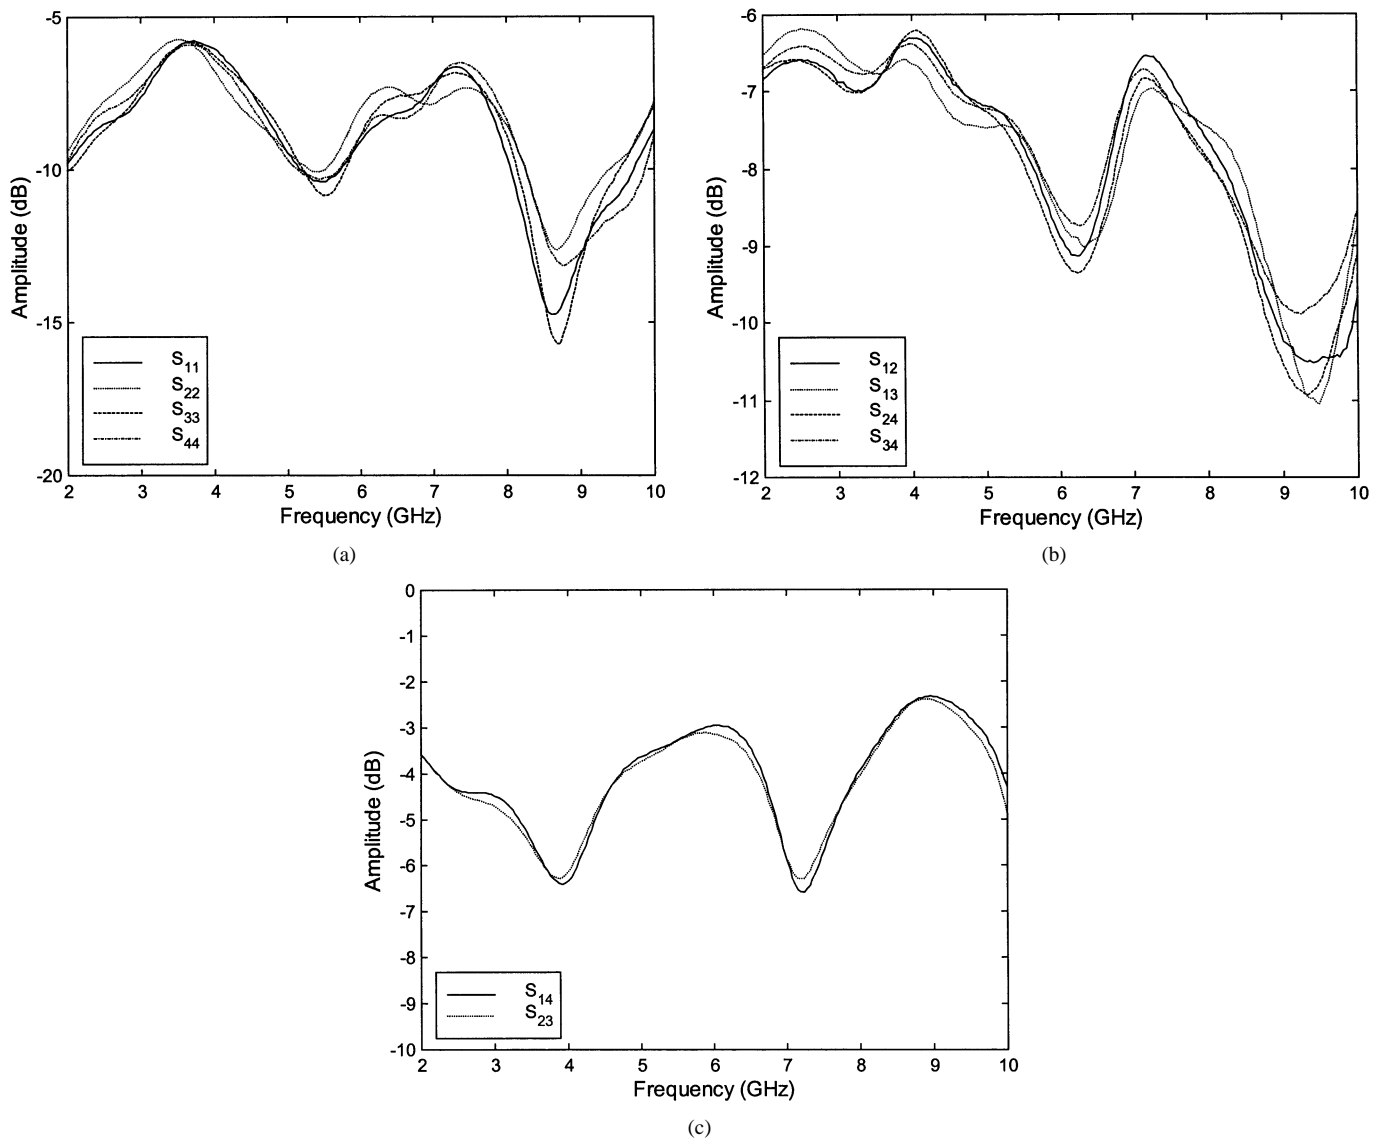 -5
-10
-15
-20
Amplitude (dB)
S11
S22
S33
S44
2 3 4 5 6 7 8 9 10
Frequency (GHz)
(a)
-6
-7
-8
-9
-10
-11
-12
Amplitude (dB)
S12
S13
S24
S34
2 3 4 5 6 7 8 9 10
Frequency (GHz)
(b)
0
-1
-2
-3
-4
-5
-6
-7
-8
-9
-10
Amplitude (dB)
S14
S23
2 3 4 5 6 7 8 9 10
Frequency (GHz)
(c)